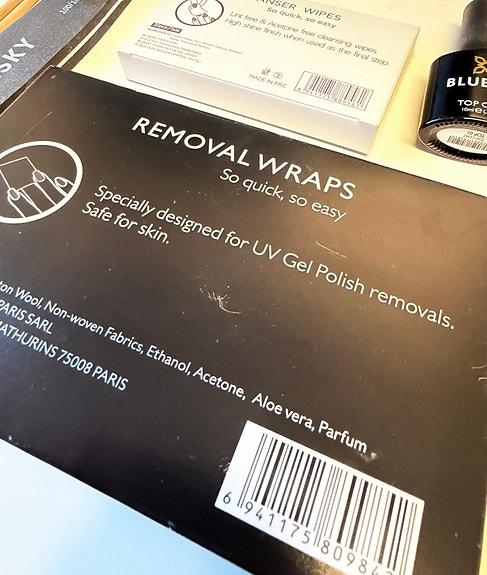 SKY
ANSER WIPES
So quick, so easy
Lint free & Acetone free cleansing wipes.
High shine finish when used as the final step.
MADE IN PRC
BLUE
TOP
REMOVAL WRAPS
So quick, so easy
Specially designed for UV Gel Polish removals.
Safe for skin.
ton Wool, Non-woven Fabrics, Ethanol, Acetone, Aloe vera, Parfum
PARIS SARL
ATHURINS 75008 PARIS
6 941175 80984